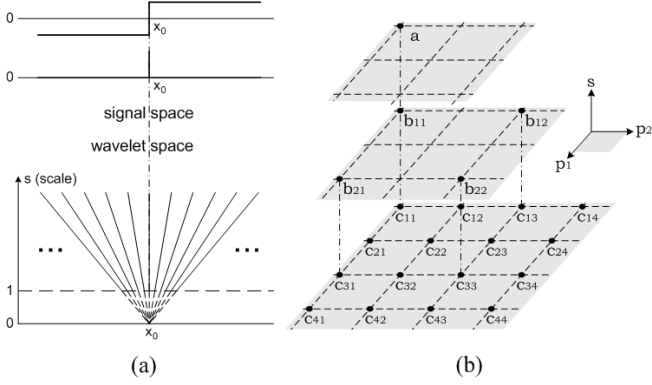 0
x0
0
x0
signal space
wavelet space
s (scale)
...
...
1
0
x0
(a)
a
b11
b12
b21
b22
s
p2
p1
c11
c12
c13
c14
c21
c22
c23
c24
c31
c32
c33
c34
c41
c42
c43
c44
(b)